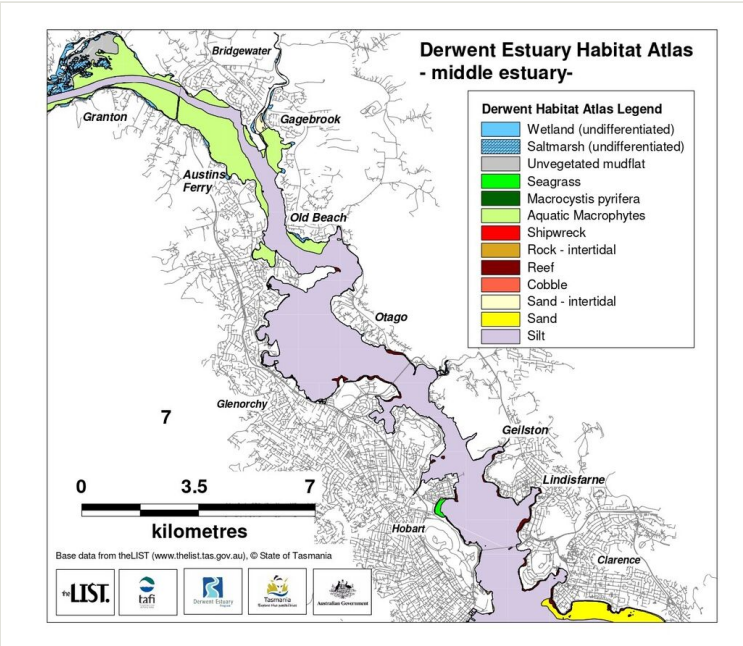 Derwent Estuary Habitat Atlas
- middle estuary-
Bridgewater
Granton
Gagebrook
Austins
Ferry
Old Beach
Otago
Glenorchy
Geilston
Lindisfarne
Hobart
Clarence
Derwent Habitat Atlas Legend
Wetland (undifferentiated)
Saltmarsh (undifferentiated)
Unvegetated mudflat
Seagrass
Macrocystis pyrifera
Aquatic Macrophytes
Shipwreck
Rock - intertidal
Reef
Cobble
Sand - intertidal
Sand
Silt
7
0 3.5 7
kilometres
Base data from theLIST (www.thelist.tas.gov.au), © State of Tasmania
the LIST.
tafi
Derwent Estuary
Tasmania
Australian Government